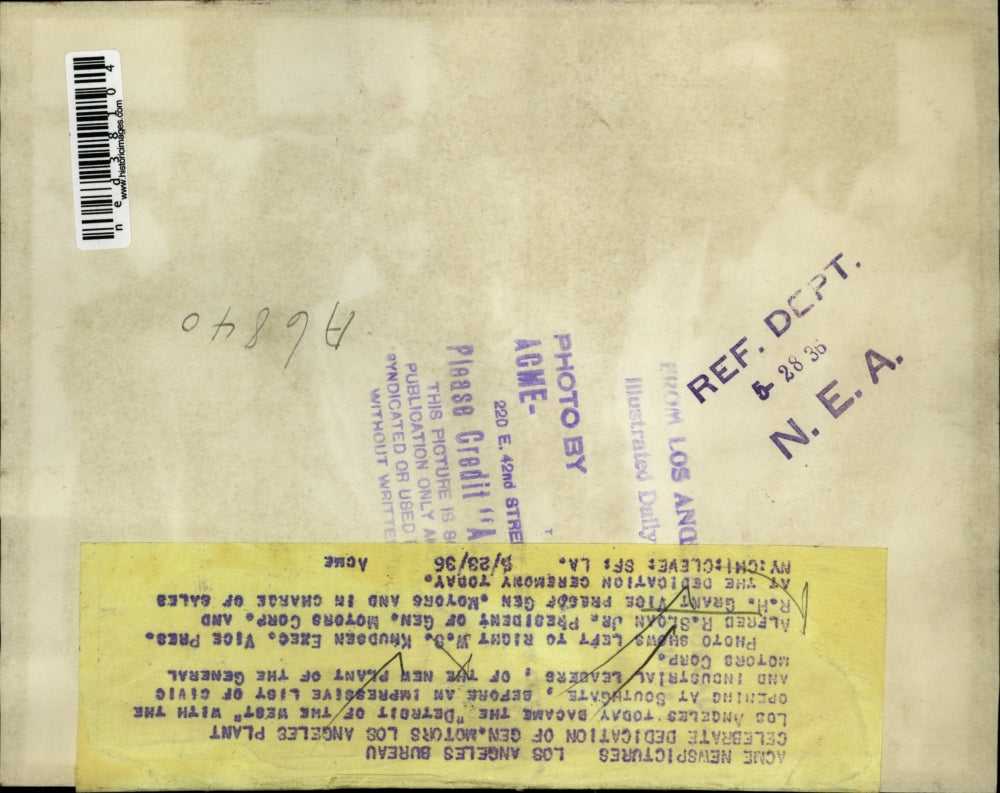 n e d 3 8 1 0 4
www.historicimages.com
A6840
REF. DEPT.
5 28 36
N. E. A.
FROM LOS ANG
Illustrated Daily
PHOTO BY
ACME-
220 E. 42nd STREE
Please Credit "A
THIS PICTURE IS S
PUBLICATION ONLY A
SYNDICATED OR USED
WITHOUT WRITTE
ACME NEWSPICTURES LOS ANGELES BUREAU
CELEBRATE DEDICATION OF GEN.MOTORS LOS ANGELES PLANT
LOS ANGELES TODAY BACAME THE "DETROIT OF THE WEST" WITH THE
OPENING AT SOUTHGATE , BEFORE AN IMPRESSIVE LIST OF CIVIC
AND INDUSTRIAL LEADERS , OF THE NEW PLANT OF THE GENERAL
MOTORS CORP.
PHOTO SHOWS LEFT TO RIGHT W.S. KNUDSEN EXEC. VICE PRES.
ALFRED R.SLOAN JR. PRESIDENT OF GEN. MOTORS CORP. AND
R.H. GRANT VICE PRESOF GEN .MOTORS AND IN CHARGE OF SALES
AT THE DEDICATION CEREMONY TODAY.
NY:CHI:CLEVE: SF: LA. 5/23/36 ACME